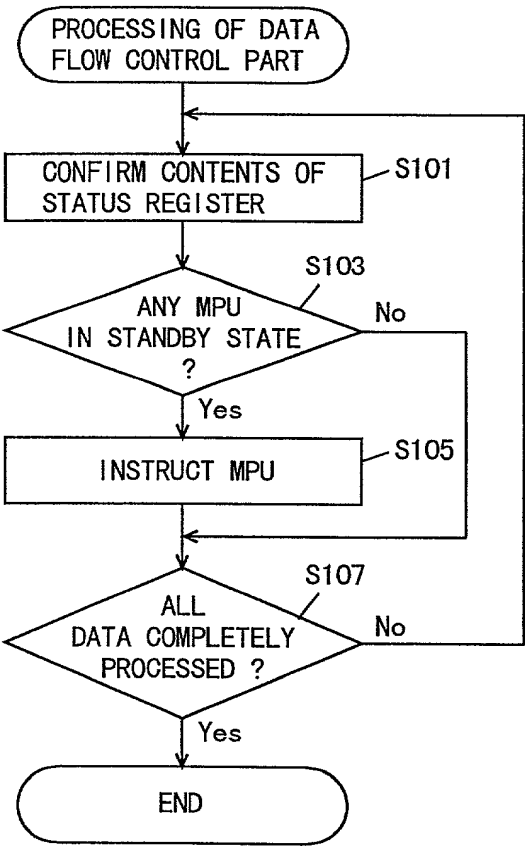 PROCESSING OF DATA
FLOW CONTROL PART
CONFIRM CONTENTS OF
STATUS REGISTER
S101
S103
ANY MPU
IN STANDBY STATE
?
No
Yes
INSTRUCT MPU
S105
S107
ALL
DATA COMPLETELY
PROCESSED ?
No
Yes
END